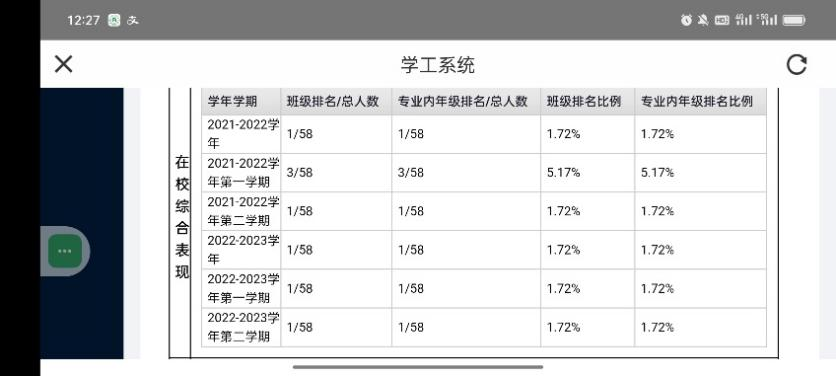 12:27
学工系统
学年学期 班级排名/总人数 专业内年级排名/总人数 班级排名比例 专业内年级排名比例
在校综合表现
2021-2022学
年
1/58 1/58 1.72% 1.72%
2021-2022学
年第一学期
3/58 3/58 5.17% 5.17%
2021-2022学
年第二学期
1/58 1/58 1.72% 1.72%
2022-2023学
年
1/58 1/58 1.72% 1.72%
2022-2023学
年第一学期
1/58 1/58 1.72% 1.72%
2022-2023学
年第二学期
1/58 1/58 1.72% 1.72%